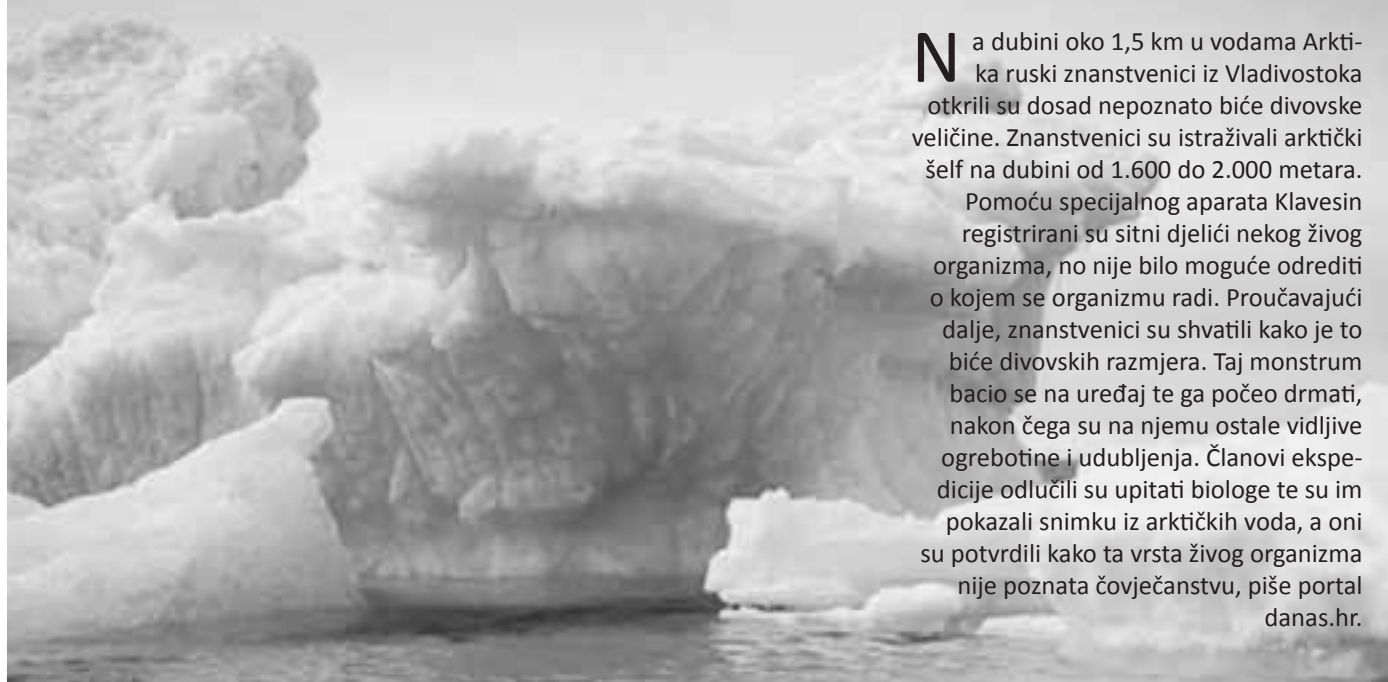 Na dubini oko 1,5 km u vodama Arkti-
ka ruski znanstvenici iz Vladivostoka
otkrili su dosad nepoznato biće divovske
veličine. Znanstvenici su istraživali arktički
šelf na dubini od 1.600 do 2.000 metara.
Pomoću specijalnog aparata Klavesin
registrirani su sitni djelići nekog živog
organizma, no nije bilo moguće odrediti
o kojem se organizmu radi. Proučavajući
dalje, znanstvenici su shvatili kako je to
biće divovskih razmjera. Taj monstrum
bacio se na uređaj te ga počeo drmati,
nakon čega su na njemu ostale vidljive
ogrebotine i udubljenja. Članovi ekspe-
dicije odlučili su upitati biologe te su im
pokazali snimku iz arktičkih voda, a oni
su potvrdili kako ta vrsta živog organizma
nije poznata čovječanstvu, piše portal
danas.hr.